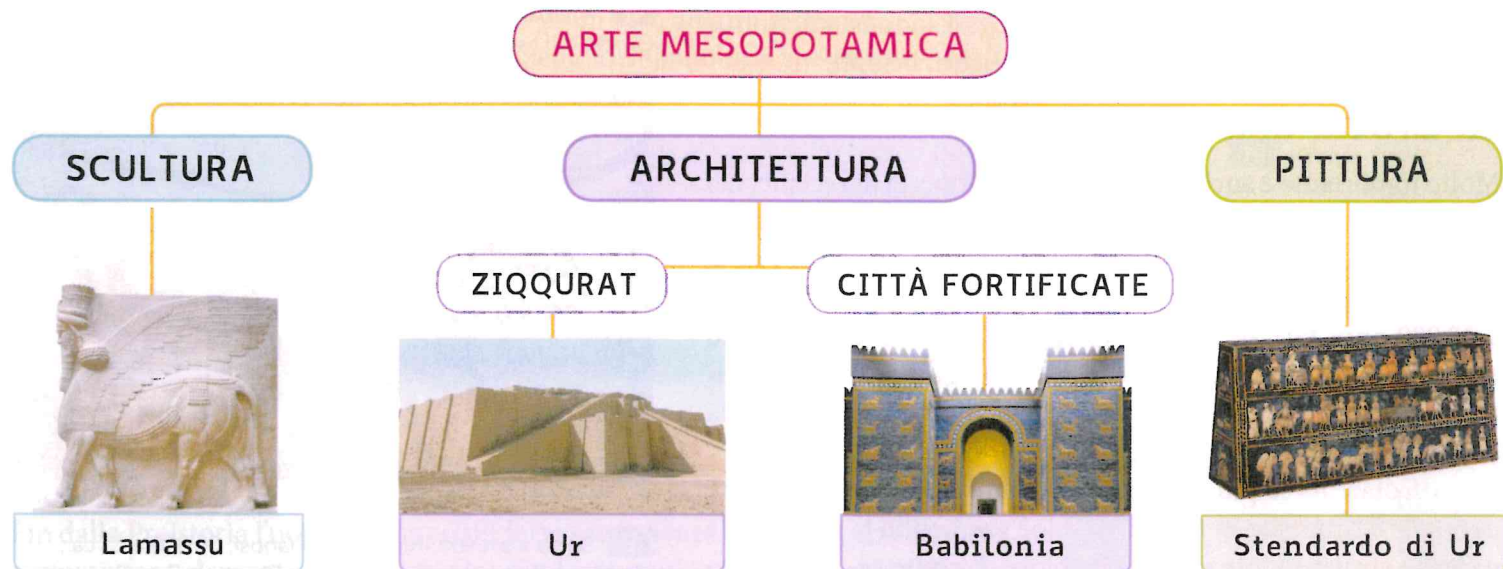 ARTE MESOPOTAMICA
SCULTURA
ARCHITETTURA
PITTURA
ZIQQURAT
CITTÀ FORTIFICATE
Lamassu
Ur
Babilonia
Stendardo di Ur